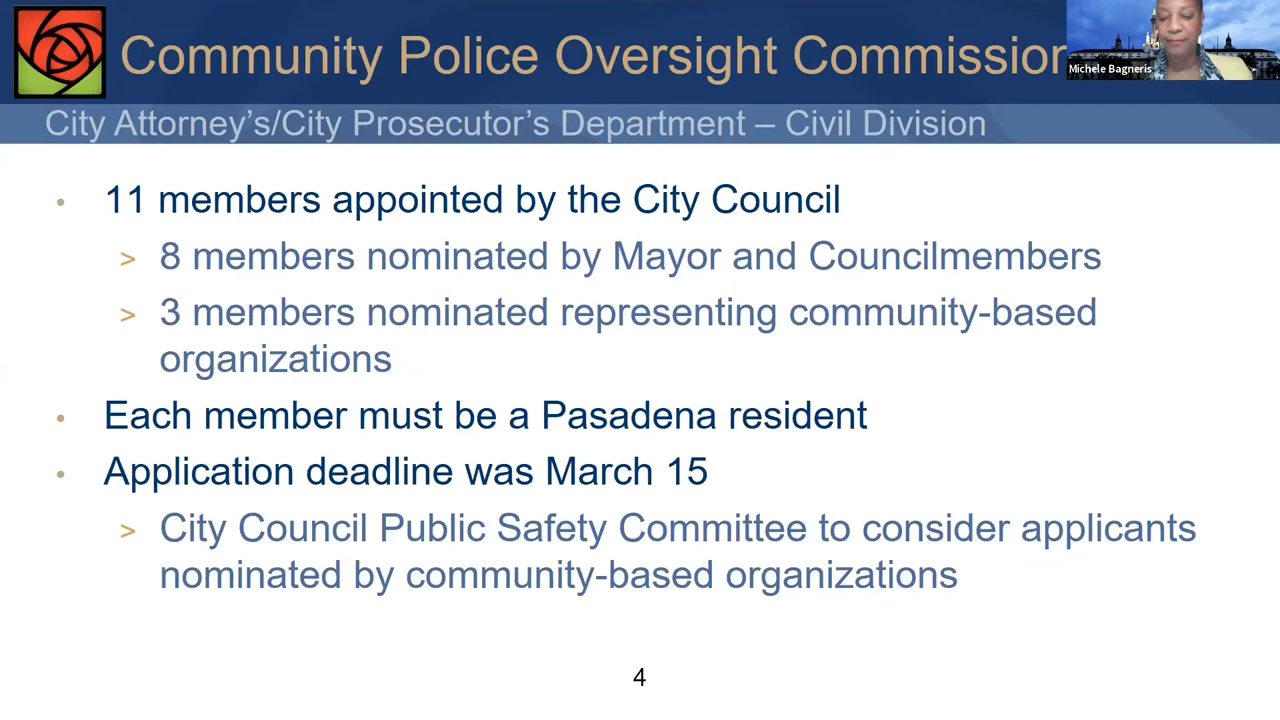 Community Police Oversight Commission
Michele Bagneris
City Attorney's/City Prosecutor's Department – Civil Division
• 11 members appointed by the City Council
> 8 members nominated by Mayor and Councilmembers
> 3 members nominated representing community-based
organizations
• Each member must be a Pasadena resident
• Application deadline was March 15
> City Council Public Safety Committee to consider applicants
nominated by community-based organizations
4